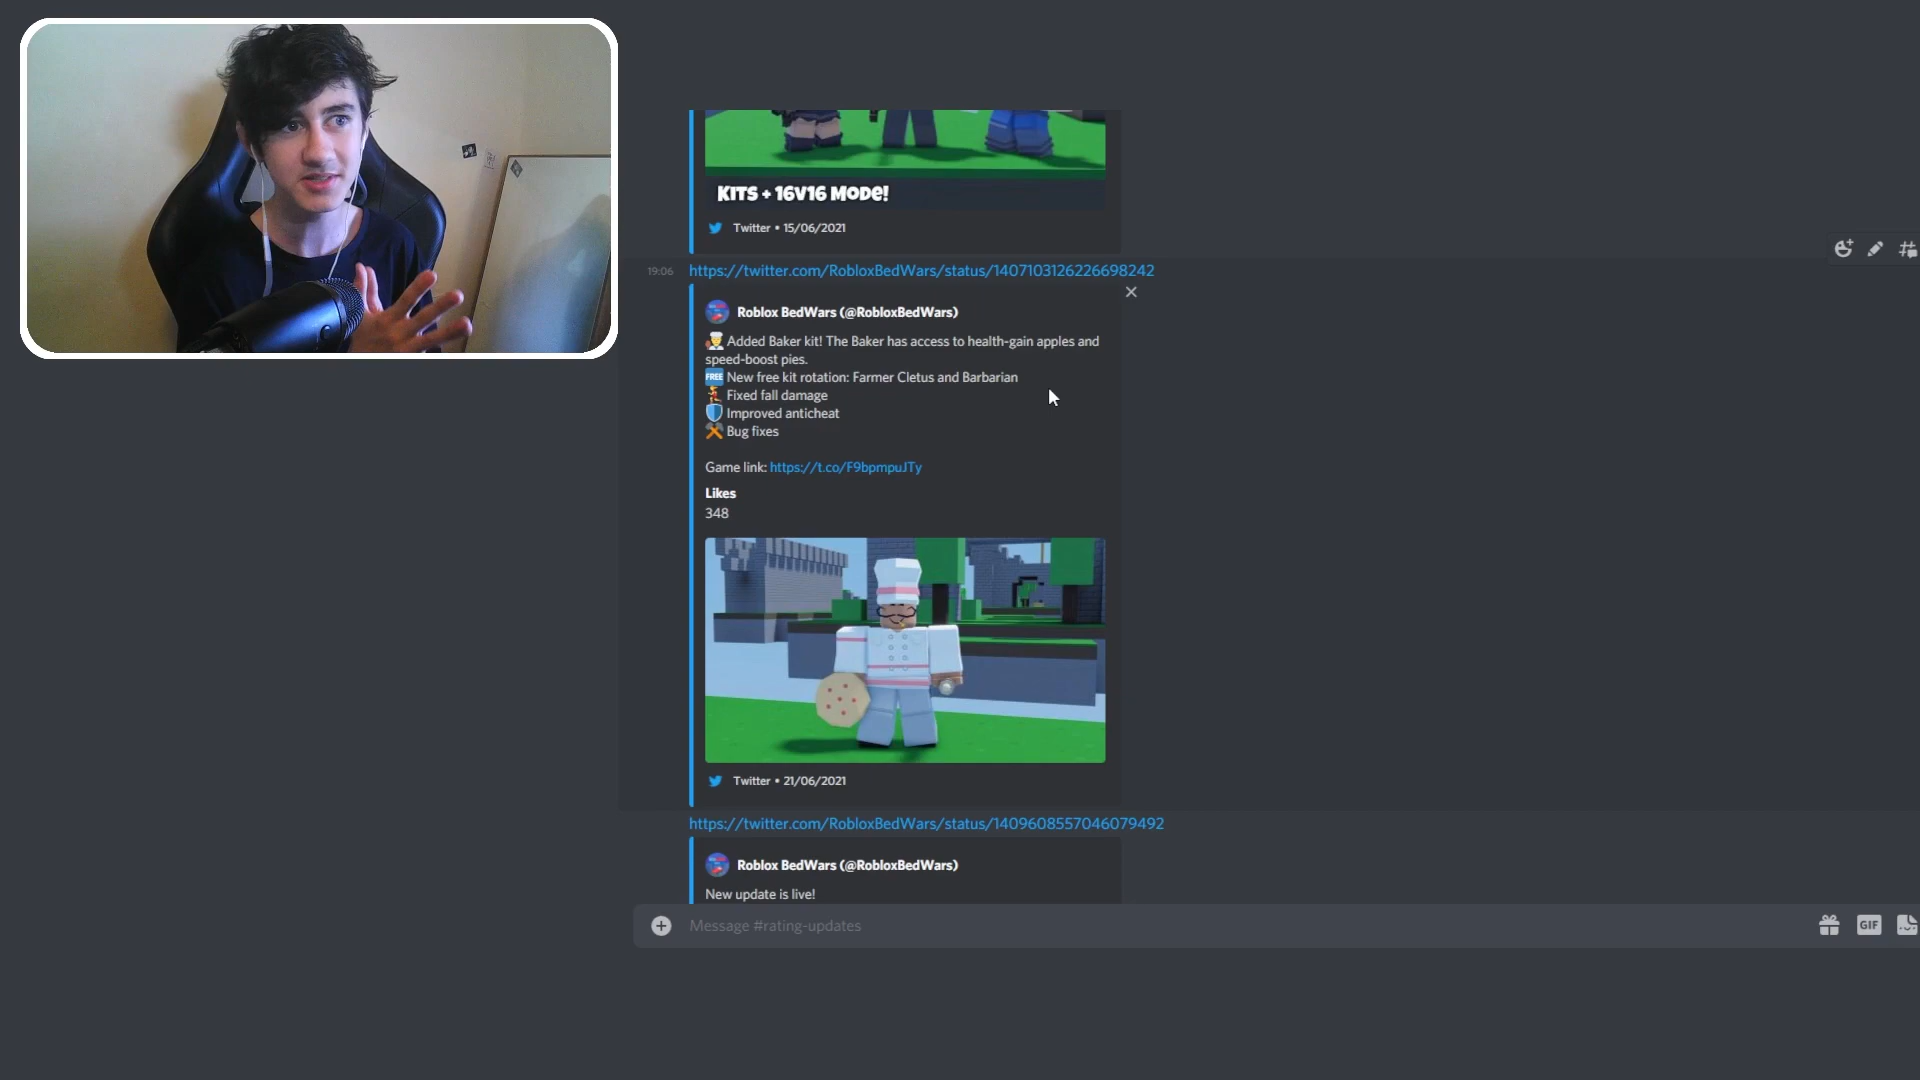 KITS + 16V16 MODE!
Twitter • 15/06/2021
19:06 https://twitter.com/RobloxBedWars/status/1407103126226698242
Roblox BedWars (@RobloxBedWars)
👨‍🍳 Added Baker kit! The Baker has access to health-gain apples and
speed-boost pies.
🆓 New free kit rotation: Farmer Cletus and Barbarian
🏃 Fixed fall damage
🛡️ Improved anticheat
⚒️ Bug fixes
Game link: https://t.co/F9bpmpuJTy
Likes
348
Twitter • 21/06/2021
https://twitter.com/RobloxBedWars/status/1409608557046079492
Roblox BedWars (@RobloxBedWars)
New update is live!
Message #rating-updates
GIF